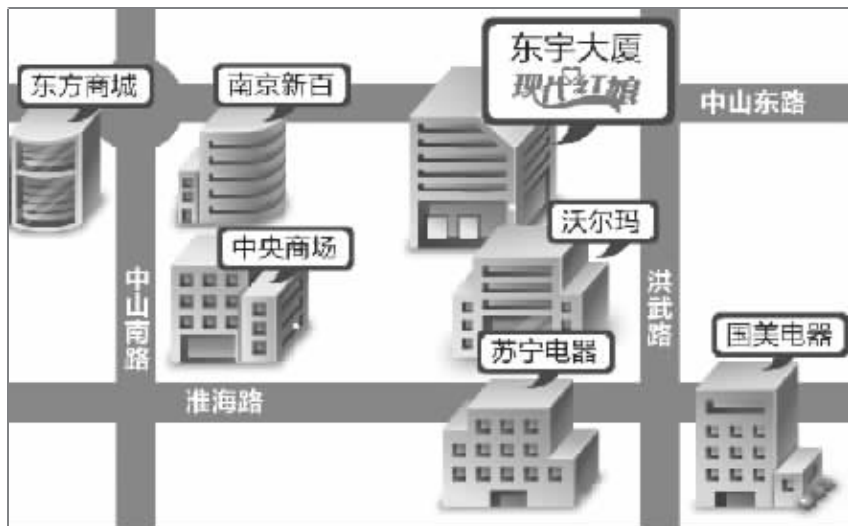 东宇大厦
现代红娘
东方商城
南京新百
中山东路
沃尔玛
中央商场
中山南路
洪武路
国美电器
苏宁电器
淮海路